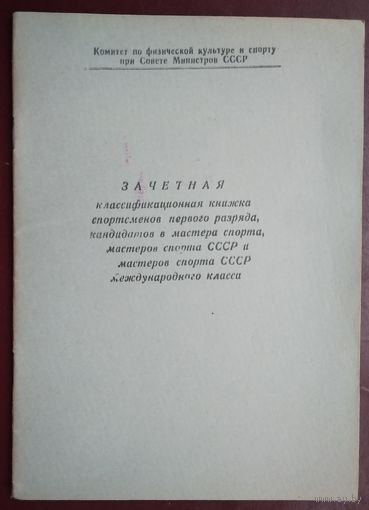 Комитет по физической культуре и спорту
при Совете Министров СССР
ЗАЧЕТНАЯ
классификационная книжка
спортсменов первого разряда,
кандидатов в мастера спорта,
мастеров спорта СССР и
мастеров спорта СССР
международного класса